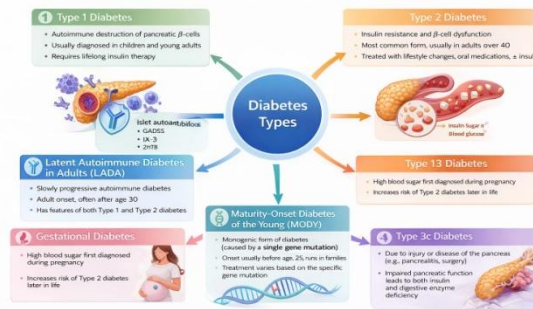 1 Type 1 Diabetes
Autoimmune destruction of pancreatic β-cells
Usually diagnosed in children and young adults
Requires lifelong insulin therapy
Type 2 Diabetes
Insulin resistance and β-cell dysfunction
Most common form, usually in adults over 40
Treated with lifestyle changes, oral medications, ± insul
Diabetes
Types
Islet
Insulin Sugar
Blood glucose
Latent Autoimmune Diabetes
in Adults (LADA)
Slowly progressive autoimmune diabetes
Adult onset, often after age 30
Has features of both Type 1 and Type 2 diabetes
Type 13 Diabetes
High blood sugar first diagnosed during pregnancy
Increases risk of Type 2 diabetes later in life
Gestational Diabetes
High blood sugar first diagnosed
during pregnancy
Increases risk of Type 2 diabetes
later in life
Maturity-Onset Diabetes
of the Young (MODY)
Monogenic form of diabetes
(caused by a single gene mutation)
Onset usually before age, 25, runs in families
Treatment varies based on the specific
gene mutation
4 Type 3c Diabetes
Due to injury or disease of the pancreas
(e.g., pancreatitis, surgery)
Impaired pancreatic function
leads to both insulin
and digestive enzyme
deficiency